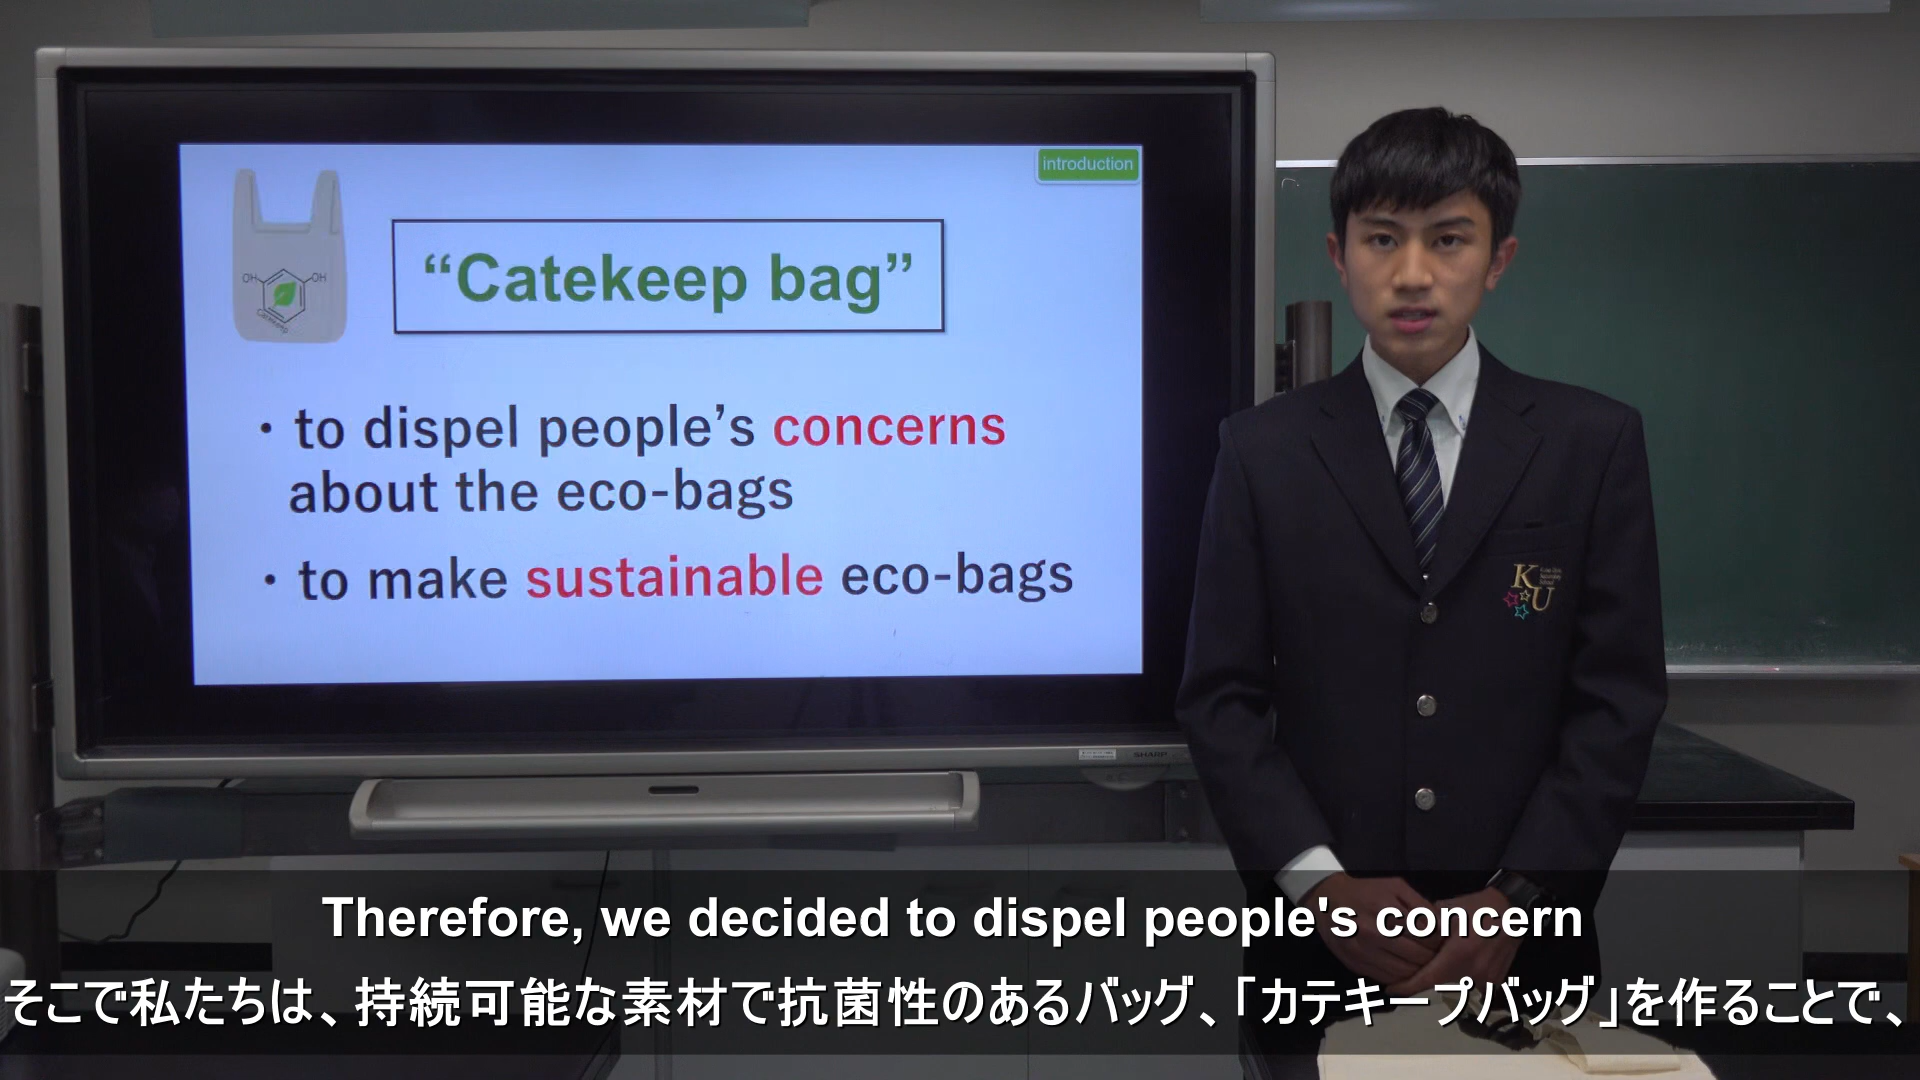 introduction
“Catekeep bag”
OH OH
Catekeep
・to dispel people’s concerns
about the eco-bags
・to make sustainable eco-bags
KU
SHARP
Therefore, we decided to dispel people's concern
そこで私たちは、持続可能な素材で抗菌性のあるバッグ、「カテキープバッグ」を作ることで、